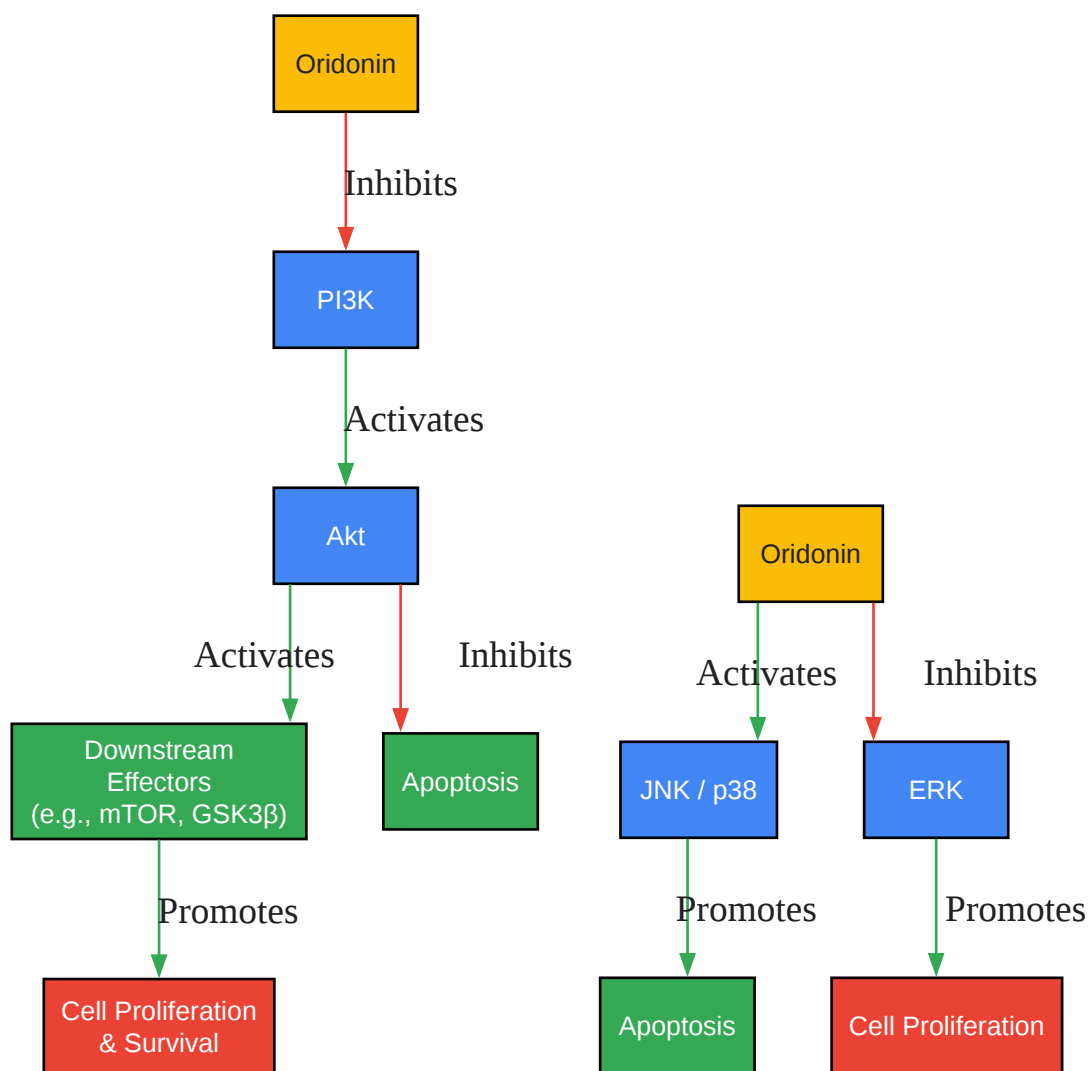 Oridonin
Inhibits
PI3K
Activates
Akt
Activates
Inhibits
Downstream
Effectors
(e.g., mTOR, GSK3β)
Apoptosis
Promotes
Cell Proliferation
& Survival
Oridonin
Activates
Inhibits
JNK / p38
ERK
Promotes
Promotes
Apoptosis
Cell Proliferation